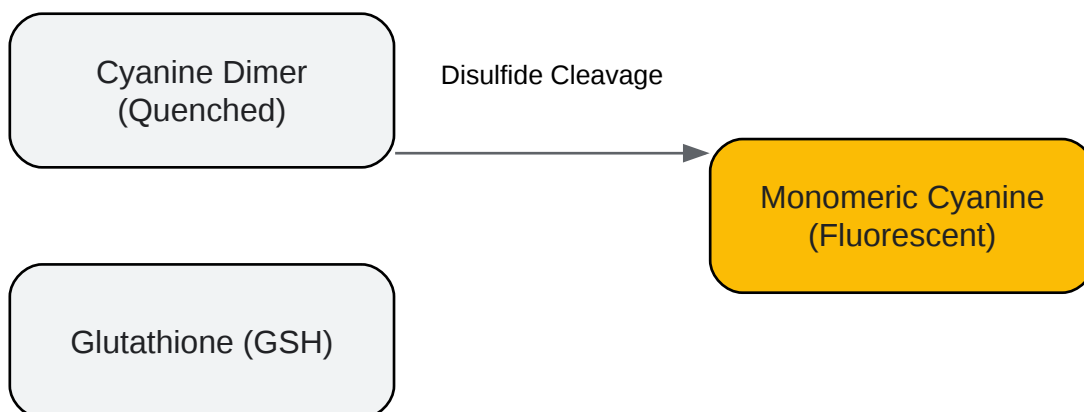 Cyanine Dimer
(Quenched)
Disulfide Cleavage
Monomeric Cyanine
(Fluorescent)
Glutathione (GSH)